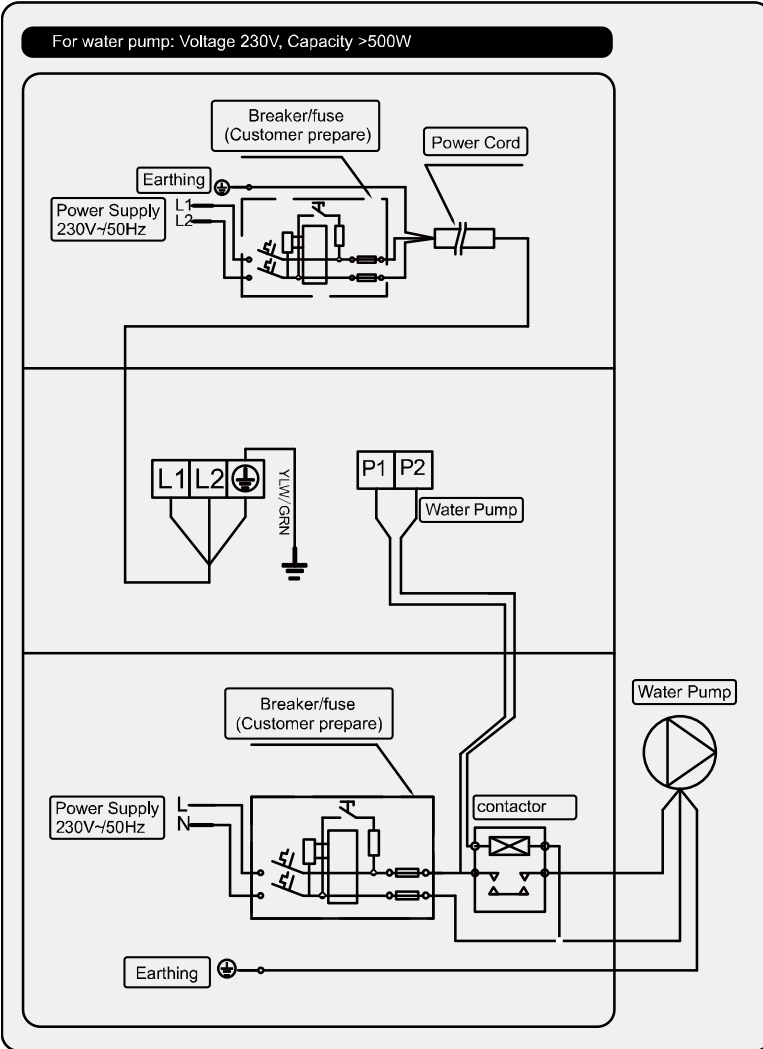 For water pump: Voltage 230V, Capacity >500W
Breaker/fuse
(Customer prepare)
Power Cord
Earthing
Power Supply
230V~/50Hz
L1
L2
L1 L2
YLW/GRN
P1 P2
Water Pump
Breaker/fuse
(Customer prepare)
Water Pump
Power Supply
230V~/50Hz
L
N
contactor
Earthing